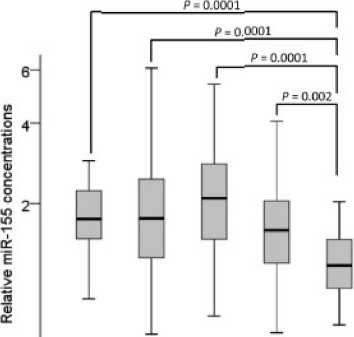 P = 0.0001
P = 0.0001
P = 0.0001
P = 0.002
6
4
2
Relative miR-155 concentrations